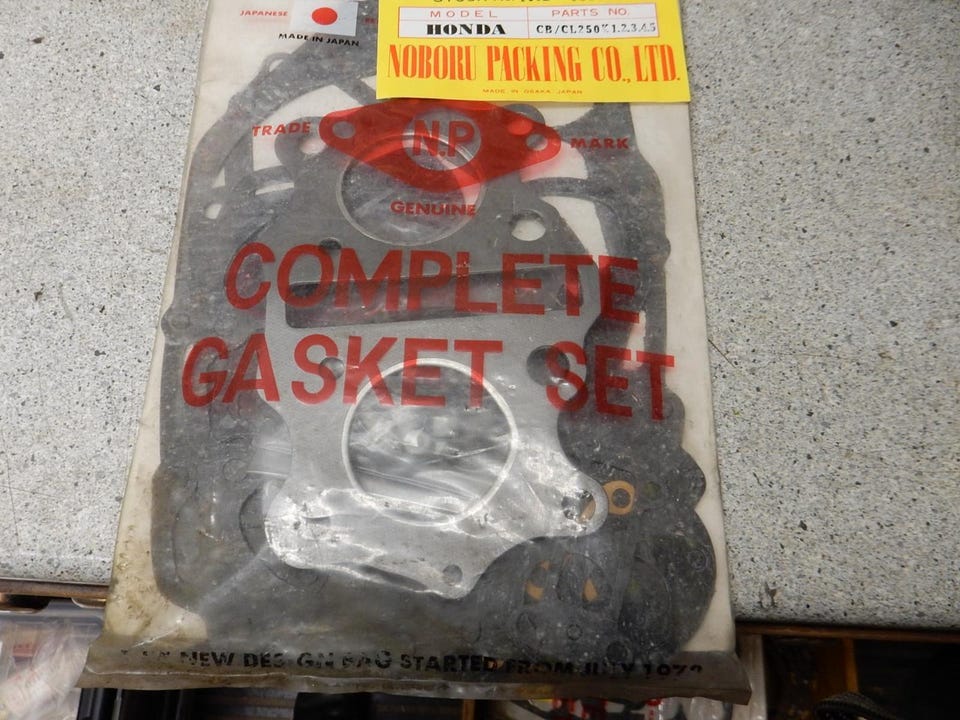 JAPANESE
MADE IN JAPAN
MODEL PARTS NO.
HONDA CB/CL250K1.2.3.4.5
NOBORU PACKING CO., LTD.
MADE IN OSAKA JAPAN
TRADE N.P MARK
GENUINE
COMPLETE
GASKET SET
NEW DESIGN BAG STARTED FROM JULY